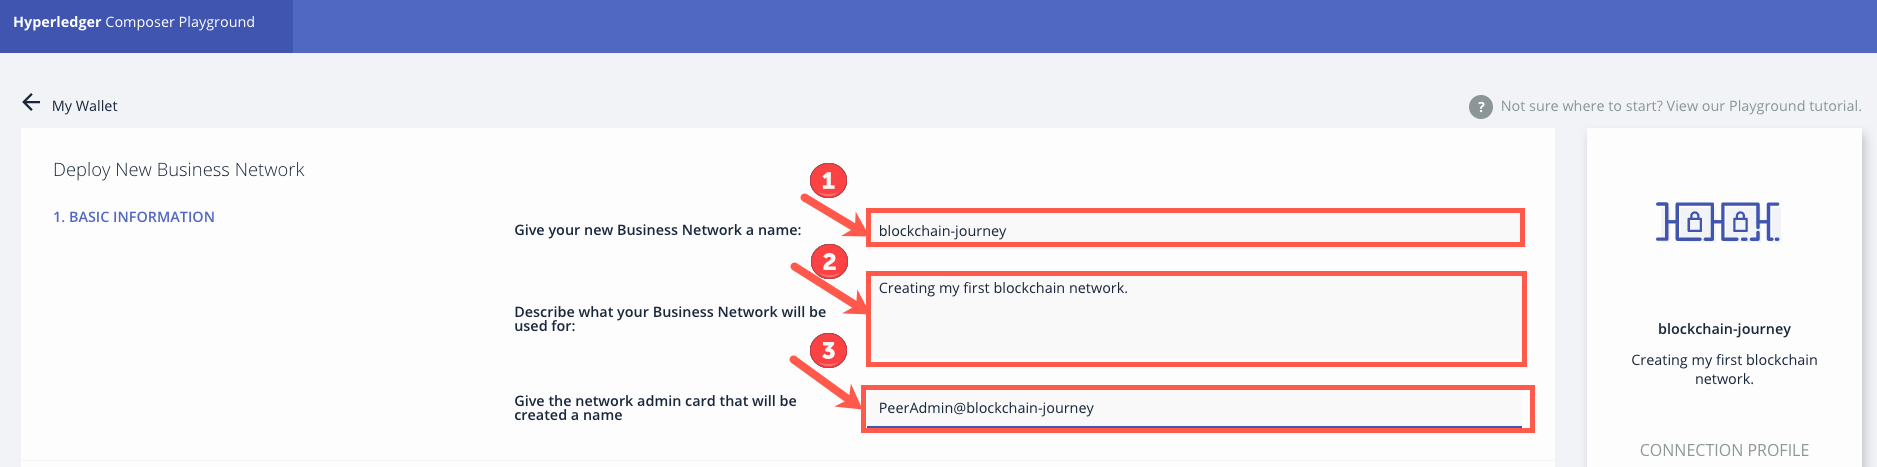 Hyperledger Composer Playground
My Wallet
? Not sure where to start? View our Playground tutorial.
Deploy New Business Network
1. BASIC INFORMATION
1
Give your new Business Network a name:
blockchain-journey
2
Describe what your Business Network will be
used for:
Creating my first blockchain network.
3
Give the network admin card that will be
created a name
PeerAdmin@blockchain-journey
blockchain-journey
Creating my first blockchain
network.
CONNECTION PROFILE